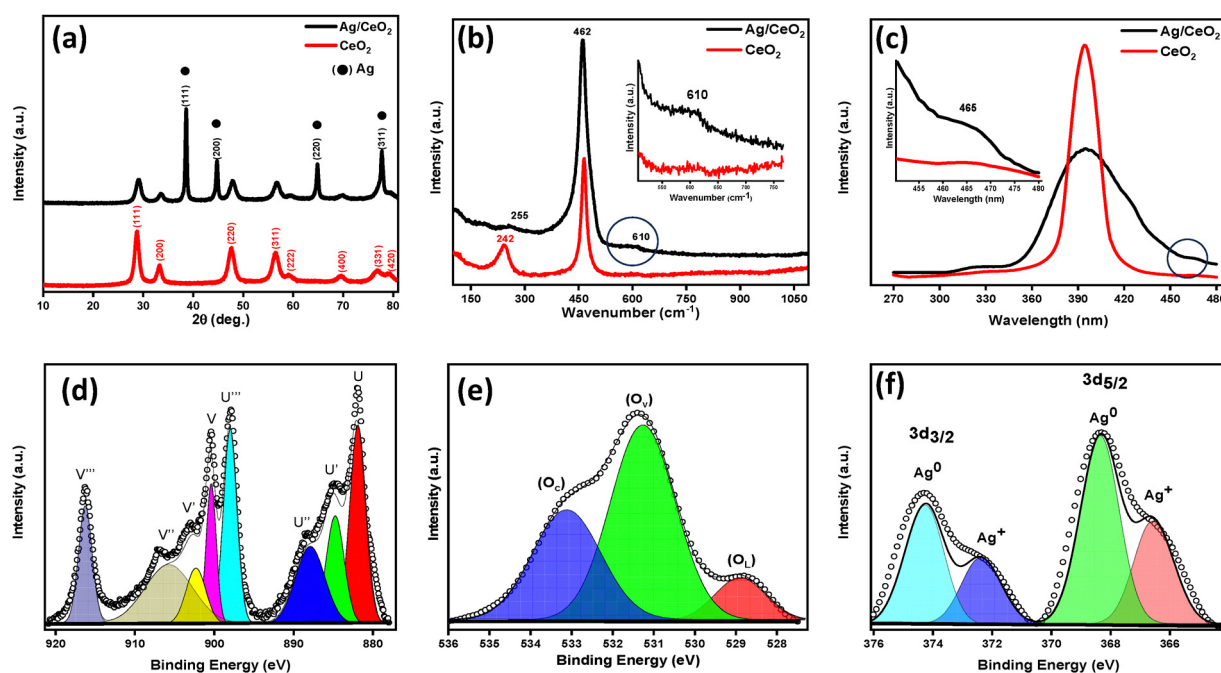 (a)
Ag/CeO₂
CeO₂
(●) Ag
(111)
(200)
(220)
(311)
(111)
(200)
(220)
(311)
(222)
(400)
(331)
(420)
Intensity (a.u.)
10 20 30 40 50 60 70 80
2θ (deg.)
(b)
462
Ag/CeO₂
CeO₂
610
Intensity (a.u.)
550 600 650 700 750
Wavenumber (cm⁻¹)
255
242
610
Intensity (a.u.)
150 300 450 600 750 900 1050
Wavenumber (cm⁻¹)
(c)
Ag/CeO₂
CeO₂
465
Intensity (a.u.)
455 460 465 470 475 480
Wavelength (nm)
Intensity (a.u.)
270 300 330 360 390 420 450 480
Wavelength (nm)
(d)
V'''
V''
V'
V
U'''
U''
U'
U
Intensity (a.u.)
920 910 900 890 880
Binding Energy (eV)
(e)
(Oᵥ)
(O꜀)
(O_L)
Intensity (a.u.)
536 535 534 533 532 531 530 529 528
Binding Energy (eV)
(f)
3d₃/₂
Ag⁰
Ag⁺
3d₅/₂
Ag⁰
Ag⁺
Intensity (a.u.)
376 374 372 370 368 366
Binding Energy (eV)